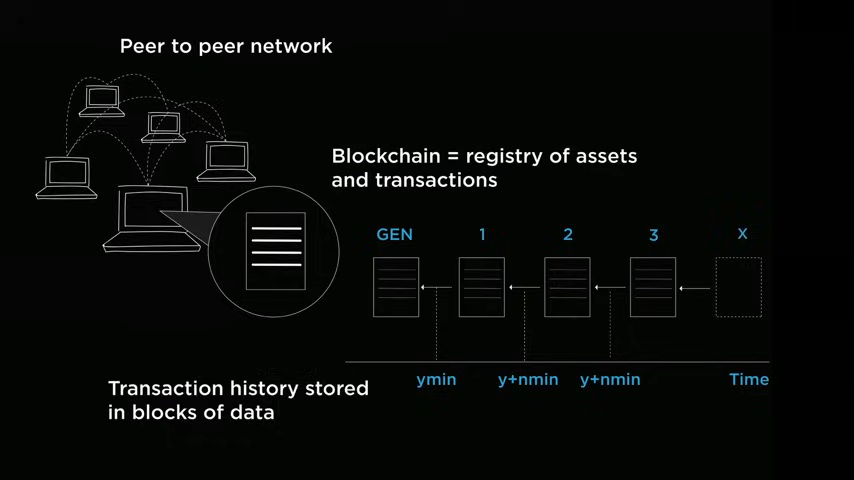 Peer to peer network
Blockchain = registry of assets
and transactions
GEN 1 2 3 X
ymin y+nmin y+nmin Time
Transaction history stored
in blocks of data